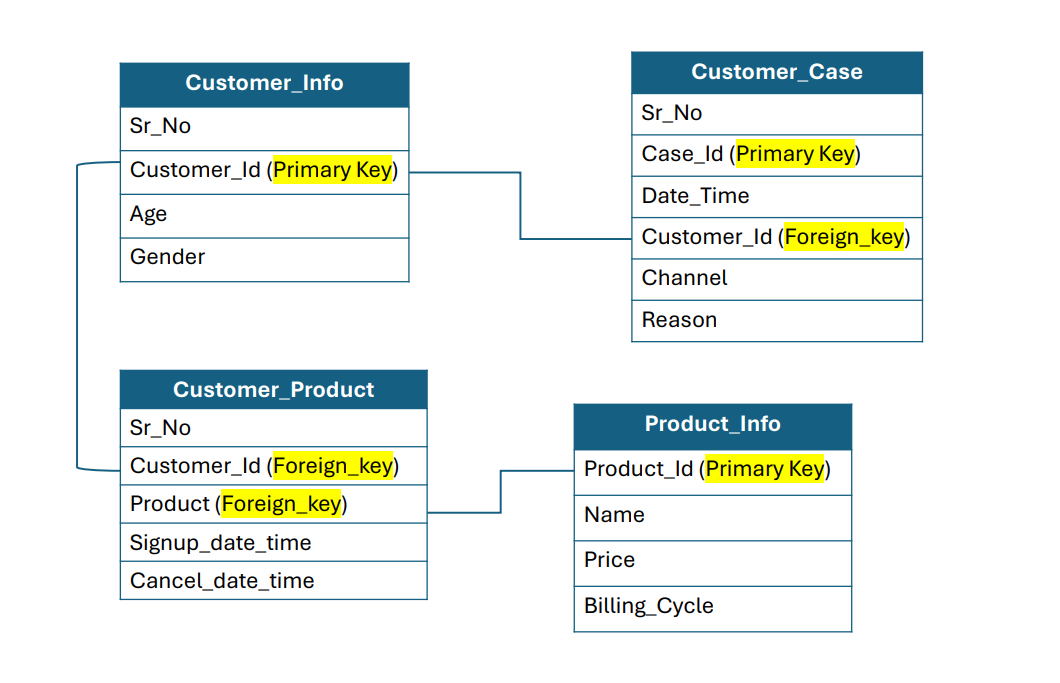 Customer_Info
Sr_No
Customer_Id (Primary Key)
Age
Gender
Customer_Case
Sr_No
Case_Id (Primary Key)
Date_Time
Customer_Id (Foreign_key)
Channel
Reason
Customer_Product
Sr_No
Customer_Id (Foreign_key)
Product (Foreign_key)
Signup_date_time
Cancel_date_time
Product_Info
Product_Id (Primary Key)
Name
Price
Billing_Cycle